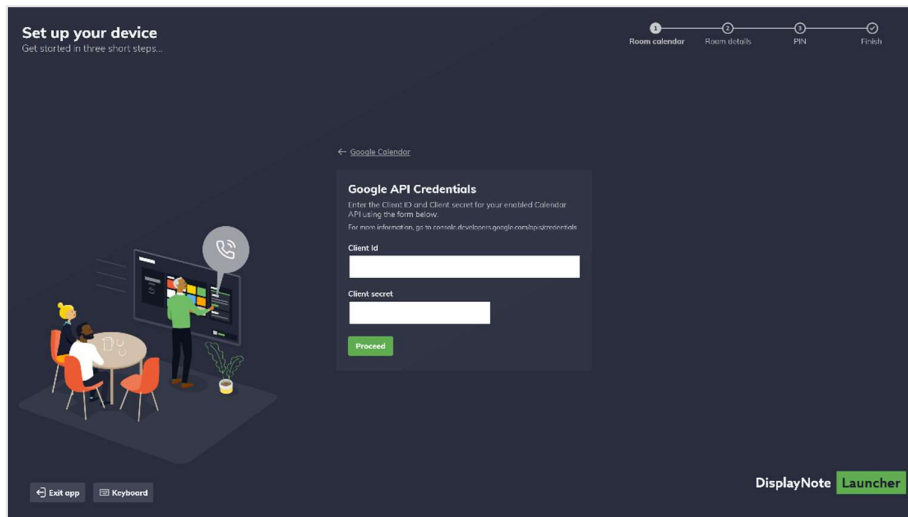 Set up your device
Get started in three short steps...
1 2 3
Room calendar Room details PIN Finish
← Google Calendar
Google API Credentials
Enter the Client ID and Client secret for your enabled Calendar
API using the form below.
For more information, go to console.developers.google.com/apis/credentials
Client Id
Client secret
Proceed
Exit app Keyboard
DisplayNote Launcher